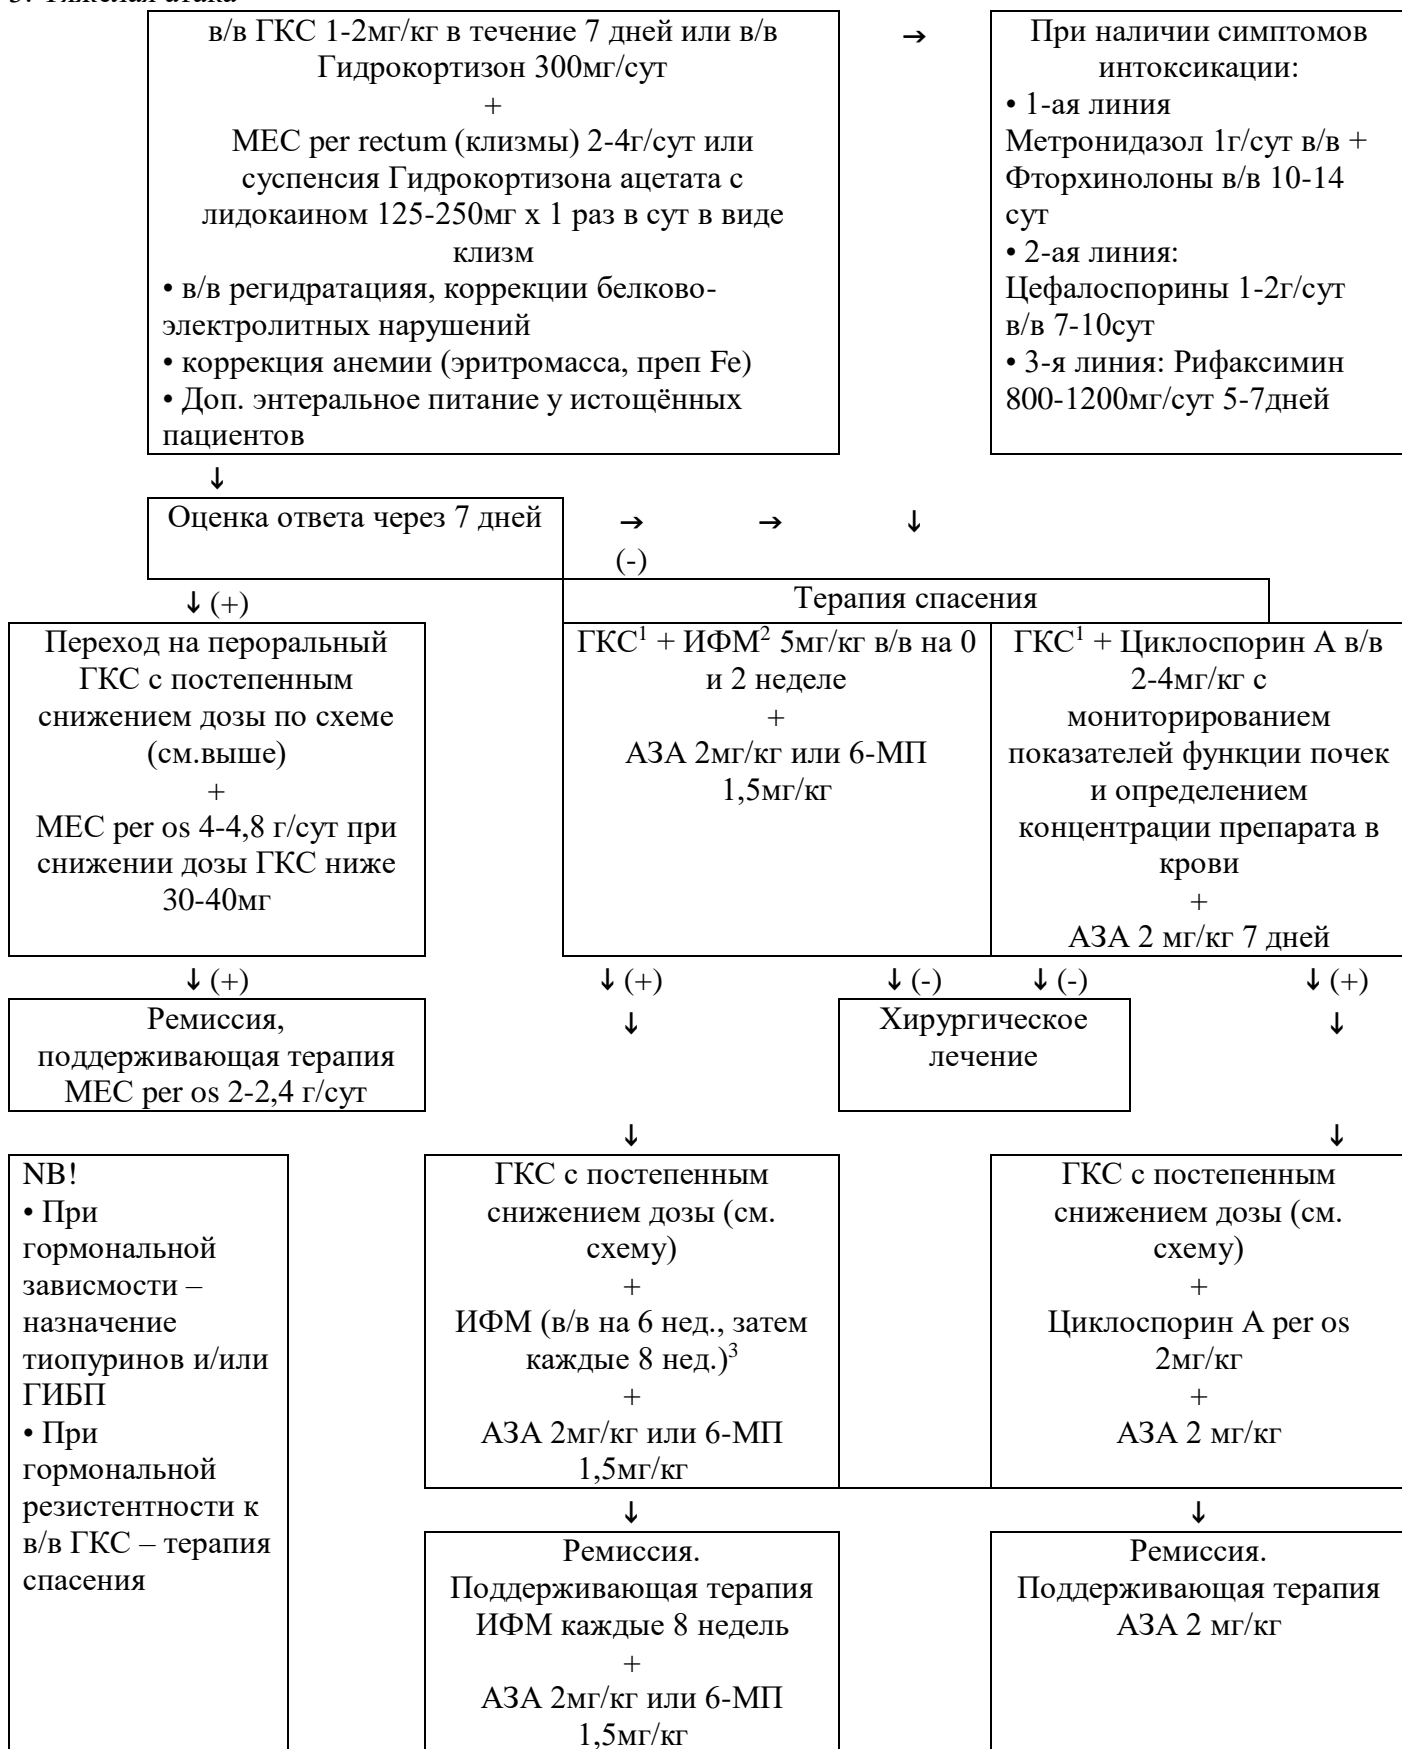 3. Тяжелая атака
в/в ГКС 1-2мг/кг в течение 7 дней или в/в
Гидрокортизон 300мг/сут
+
МЕС per rectum (клизмы) 2-4г/сут или
суспенсия Гидрокортизона ацетата с
лидокаином 125-250мг х 1 раз в сут в виде
клизм
• в/в регидратацияя, коррекции белково-
электролитных нарушений
• коррекция анемии (эритромасса, преп Fe)
• Доп. энтеральное питание у истощённых
пациентов
→
При наличии симптомов
интоксикации:
• 1-ая линия
Метронидазол 1г/сут в/в +
Фторхинолоны в/в 10-14
сут
• 2-ая линия:
Цефалоспорины 1-2г/сут
в/в 7-10сут
• 3-я линия: Рифаксимин
800-1200мг/сут 5-7дней
↓
Оценка ответа через 7 дней
→ → ↓
(-)
↓ (+)
Терапия спасения
Переход на пероральный
ГКС с постепенным
снижением дозы по схеме
(см.выше)
+
МЕС per os 4-4,8 г/сут при
снижении дозы ГКС ниже
30-40мг
ГКС¹ + ИФМ² 5мг/кг в/в на 0
и 2 неделе
+
АЗА 2мг/кг или 6-МП
1,5мг/кг
ГКС¹ + Циклоспорин А в/в
2-4мг/кг с
мониторированием
показателей функции почек
и определением
концентрации препарата в
крови
+
АЗА 2 мг/кг 7 дней
↓ (+) ↓ (+) ↓ (-) ↓ (-) ↓ (+)
Ремиссия,
поддерживающая терапия
МЕС per os 2-2,4 г/сут
↓
Хирургическое
лечение
↓
↓ ↓
NB!
• При
гормональной
зависмости –
назначение
тиопуринов и/или
ГИБП
• При
гормональной
резистентности к
в/в ГКС – терапия
спасения
ГКС с постепенным
снижением дозы (см.
схему)
+
ИФМ (в/в на 6 нед., затем
каждые 8 нед.)³
+
АЗА 2мг/кг или 6-МП
1,5мг/кг
ГКС с постепенным
снижением дозы (см.
схему)
+
Циклоспорин А per os
2мг/кг
+
АЗА 2 мг/кг
↓ ↓
Ремиссия.
Поддерживающая терапия
ИФМ каждые 8 недель
+
АЗА 2мг/кг или 6-МП
1,5мг/кг
Ремиссия.
Поддерживающая терапия
АЗА 2 мг/кг